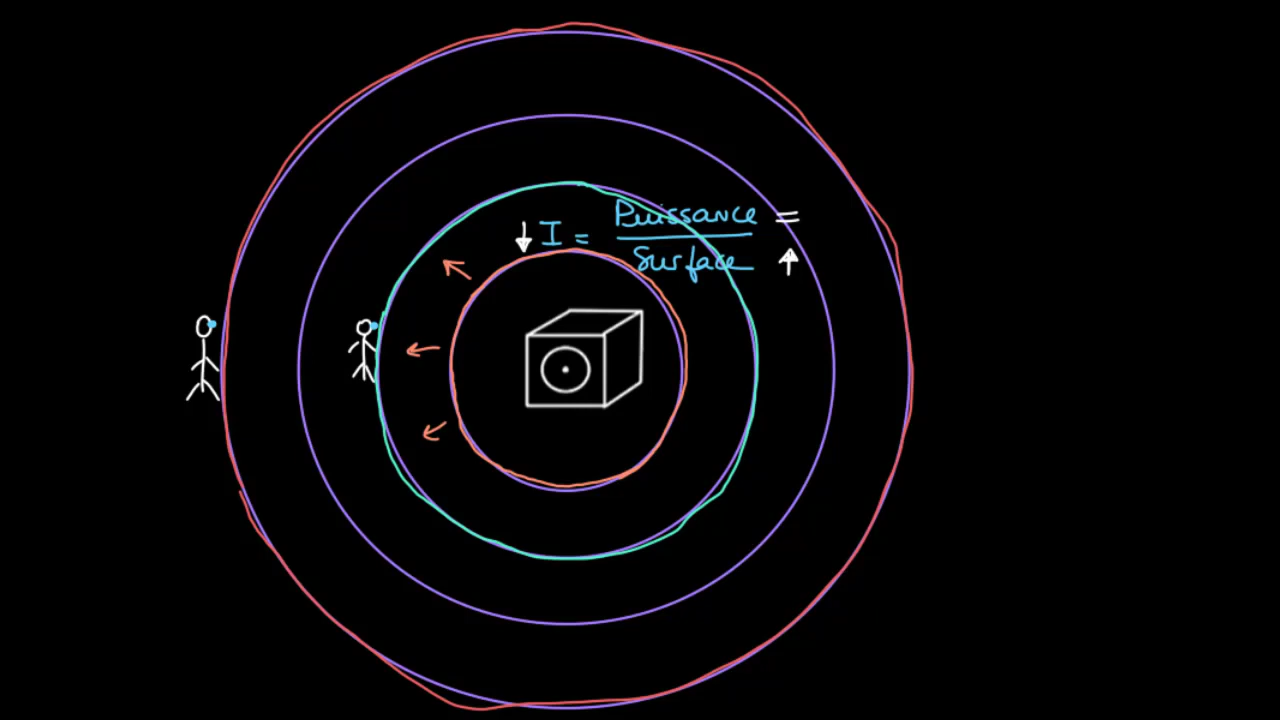 ↓ I = Puissance =
Surface ↑